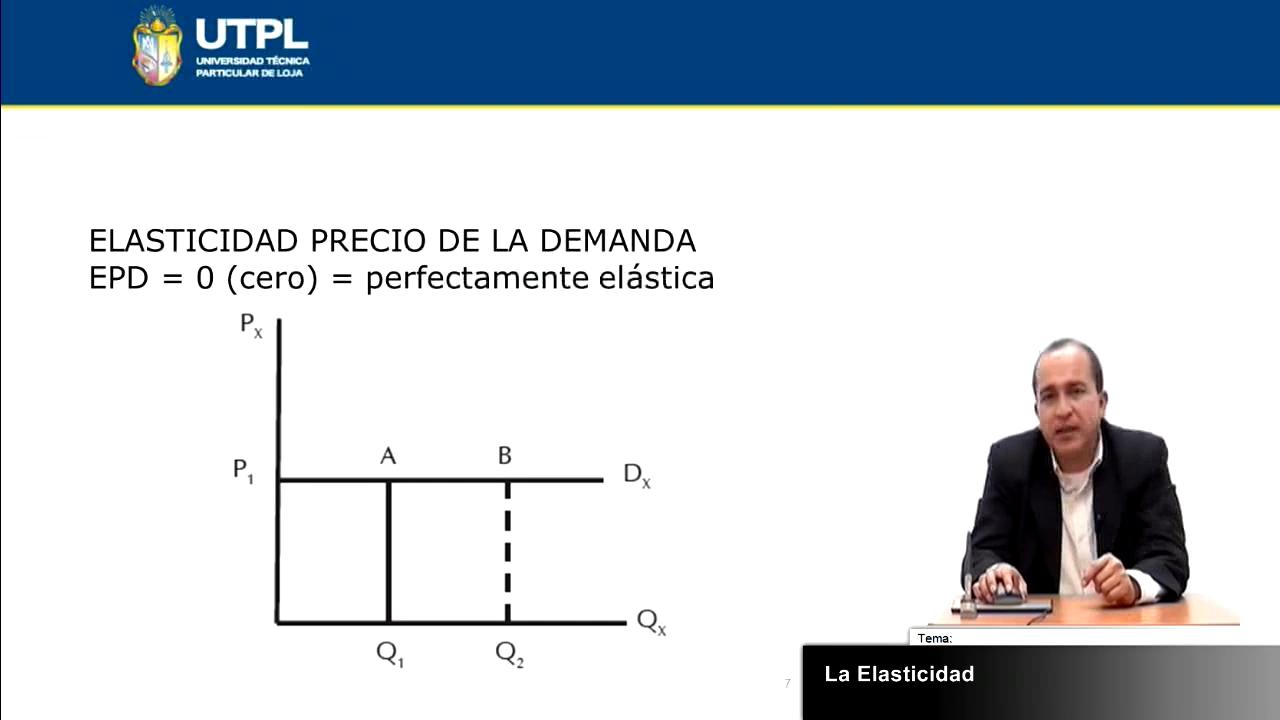 UTPL
UNIVERSIDAD TÉCNICA
PARTICULAR DE LOJA
ELASTICIDAD PRECIO DE LA DEMANDA
EPD = 0 (cero) = perfectamente elástica
Px
A
B
P1
Dx
Qx
Q1
Q2
Tema:
La Elasticidad
7